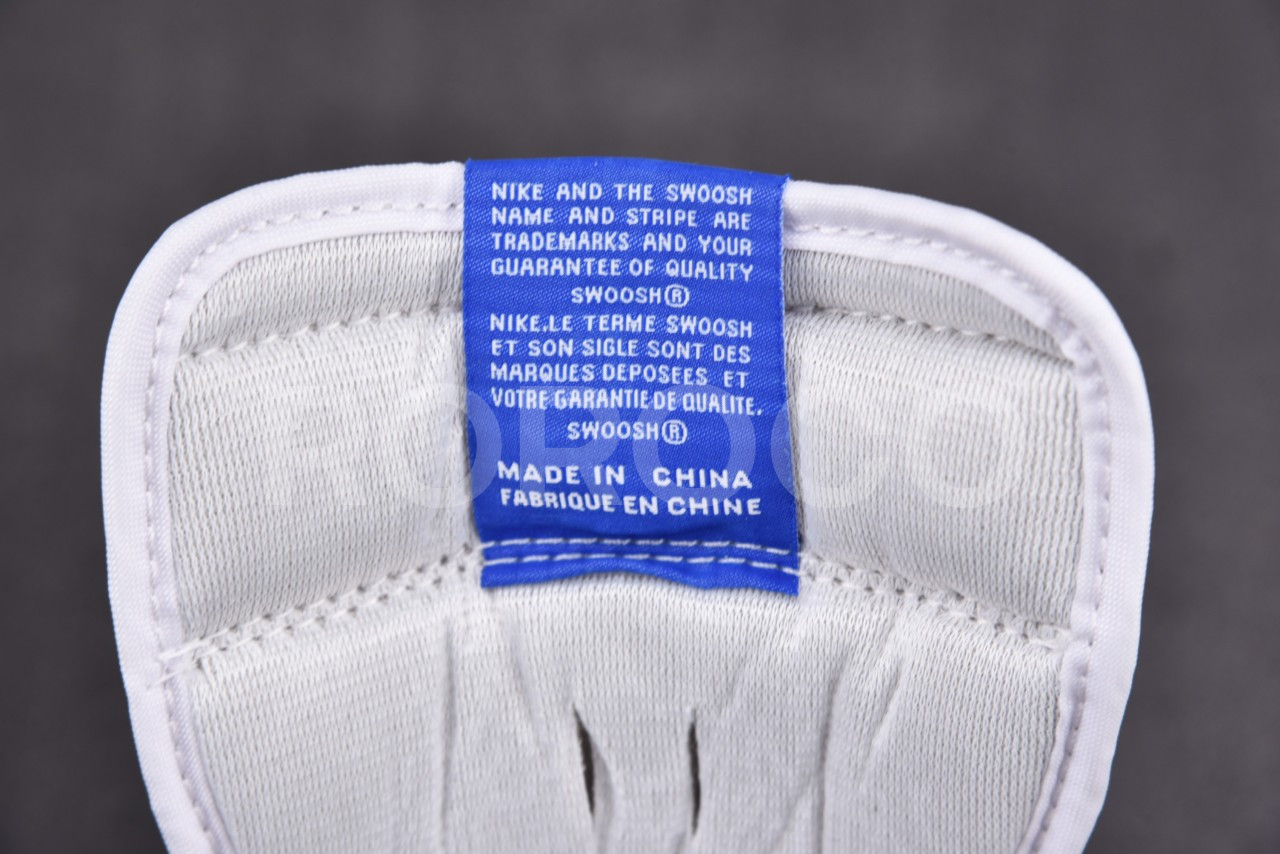 NIKE AND THE SWOOSH
NAME AND STRIPE ARE
TRADEMARKS AND YOUR
GUARANTEE OF QUALITY
SWOOSH®
NIKE.LE TERME SWOOSH
ET SON SIGLE SONT DES
MARQUES DEPOSEES ET
VOTRE GARANTIE DE QUALITE.
SWOOSH®
MADE IN CHINA
FABRIQUE EN CHINE